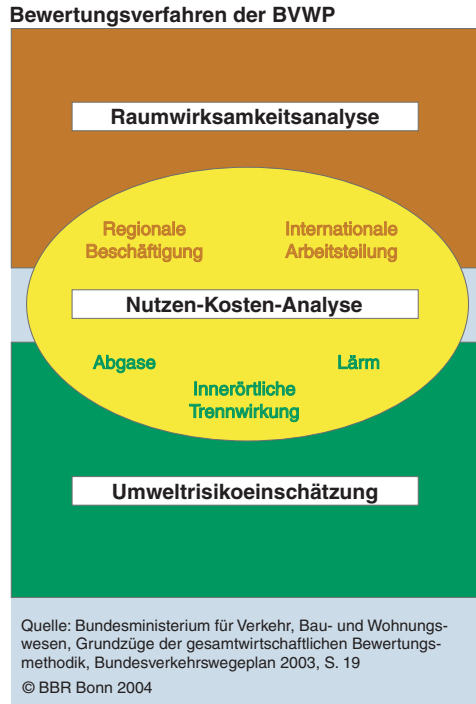 Bewertungsverfahren der BVWP
Raumwirksamkeitsanalyse
Regionale
Beschäftigung
Internationale
Arbeitsteilung
Nutzen-Kosten-Analyse
Abgase
Lärm
Innerörtliche
Trennwirkung
Umweltrisikoeinschätzung
Quelle: Bundesministerium für Verkehr, Bau- und Wohnungs-
wesen, Grundzüge der gesamtwirtschaftlichen Bewertungs-
methodik, Bundesverkehrswegeplan 2003, S. 19
© BBR Bonn 2004